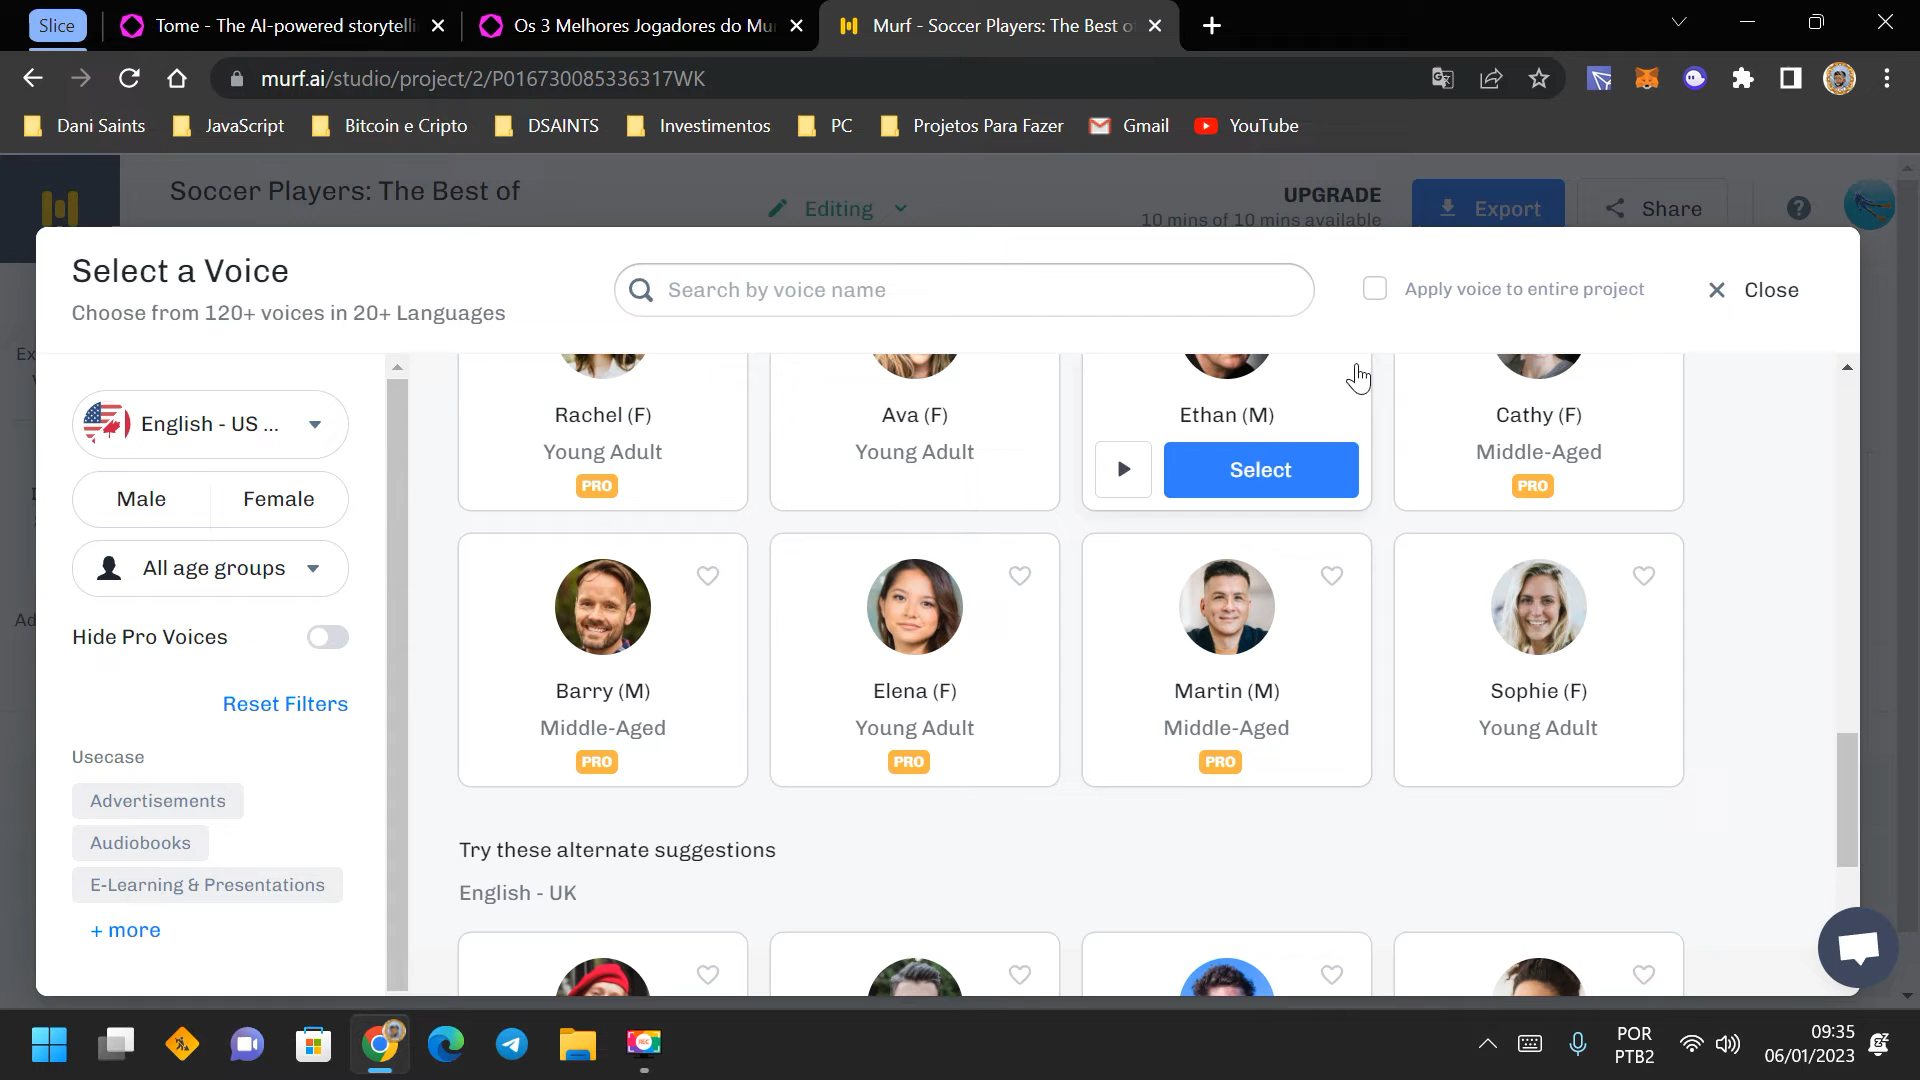 Slice
Tome - The AI-powered storytelli
Os 3 Melhores Jogadores do Mu
Murf - Soccer Players: The Best o
murf.ai/studio/project/2/P016730085336317WK
Dani Saints
JavaScript
Bitcoin e Cripto
DSAINTS
Investimentos
PC
Projetos Para Fazer
Gmail
YouTube
Soccer Players: The Best of
Editing
UPGRADE
10 mins of 10 mins available
Export
Share
Select a Voice
Choose from 120+ voices in 20+ Languages
Search by voice name
Apply voice to entire project
Close
Ex
Ad
English - US ...
Male
Female
All age groups
Hide Pro Voices
Reset Filters
Usecase
Advertisements
Audiobooks
E-Learning & Presentations
+ more
Rachel (F)
Young Adult
PRO
Ava (F)
Young Adult
Ethan (M)
Select
Cathy (F)
Middle-Aged
PRO
Barry (M)
Middle-Aged
PRO
Elena (F)
Young Adult
PRO
Martin (M)
Middle-Aged
PRO
Sophie (F)
Young Adult
Try these alternate suggestions
English - UK
REC
POR
PTB2
09:35
06/01/2023